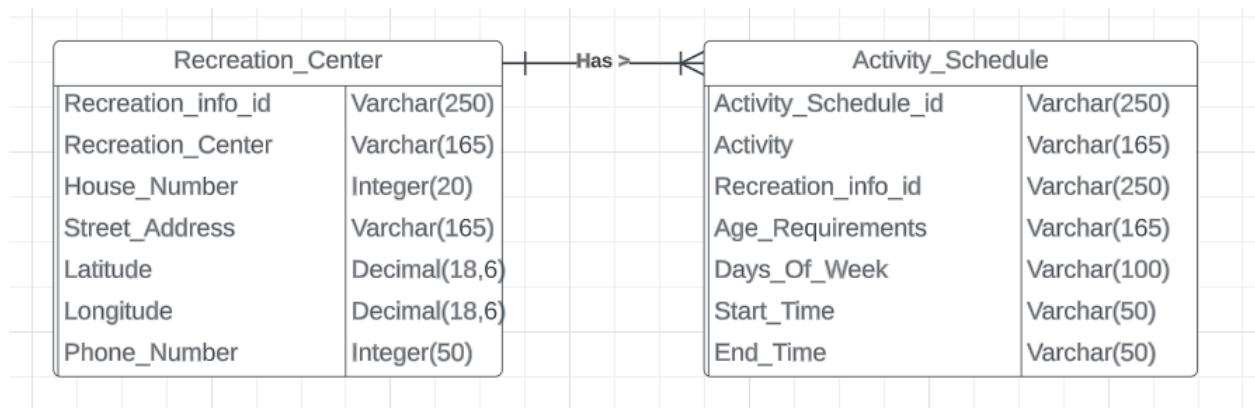 Recreation_Center
Recreation_info_id Varchar(250)
Recreation_Center Varchar(165)
House_Number Integer(20)
Street_Address Varchar(165)
Latitude Decimal(18,6)
Longitude Decimal(18,6)
Phone_Number Integer(50)
Has >
Activity_Schedule
Activity_Schedule_id Varchar(250)
Activity Varchar(165)
Recreation_info_id Varchar(250)
Age_Requirements Varchar(165)
Days_Of_Week Varchar(100)
Start_Time Varchar(50)
End_Time Varchar(50)